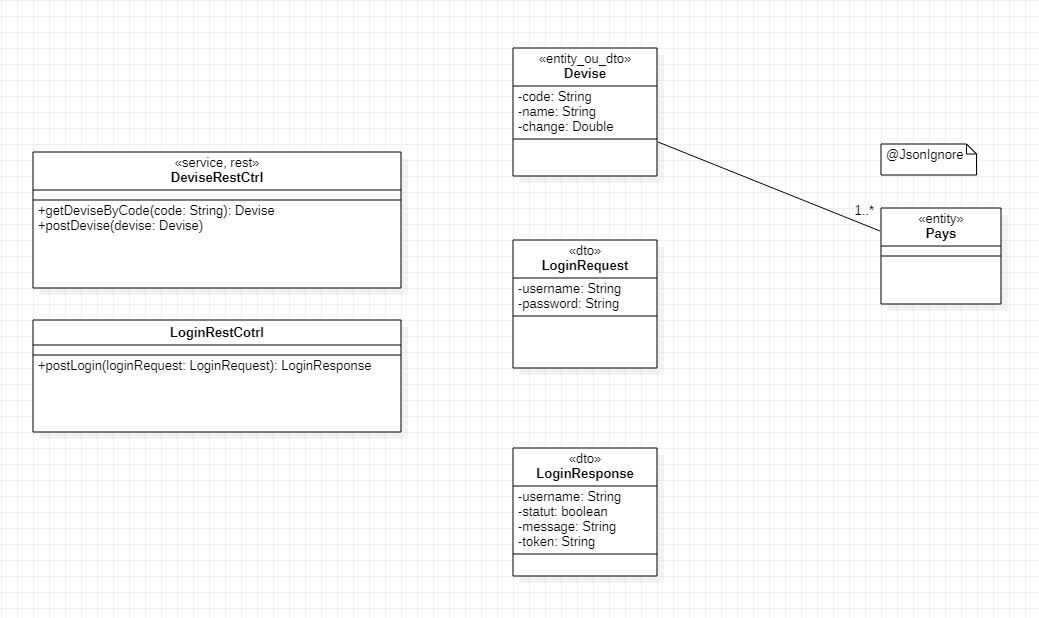 «service, rest»
DeviseRestCtrl
+getDeviseByCode(code: String): Devise
+postDevise(devise: Devise)
LoginRestCotrl
+postLogin(loginRequest: LoginRequest): LoginResponse
«entity_ou_dto»
Devise
-code: String
-name: String
-change: Double
«dto»
LoginRequest
-username: String
-password: String
«dto»
LoginResponse
-username: String
-statut: boolean
-message: String
-token: String
@JsonIgnore
1..*
«entity»
Pays